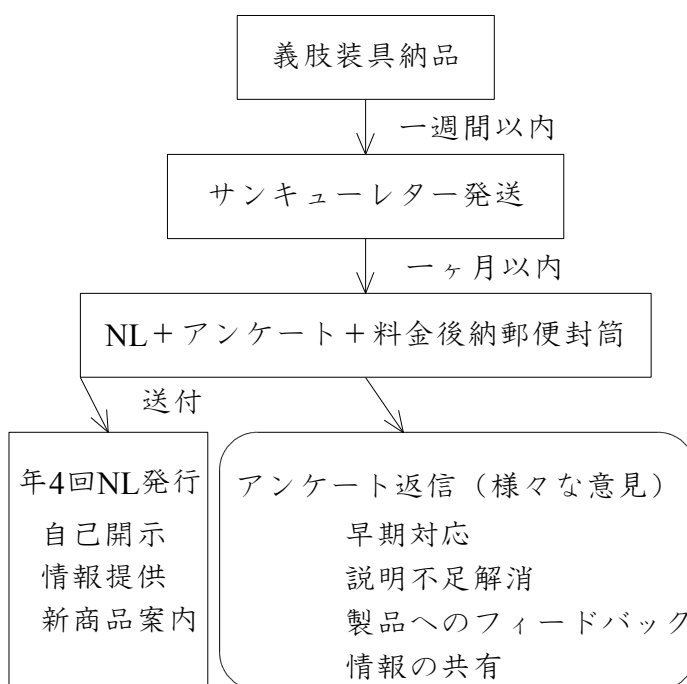 義肢装具納品
一週間以内
サンキューレター発送
一ヶ月以内
NL＋アンケート＋料金後納郵便封筒
送付
年4回NL発行
自己開示
情報提供
新商品案内
アンケート返信（様々な意見）
早期対応
説明不足解消
製品へのフィードバック
情報の共有